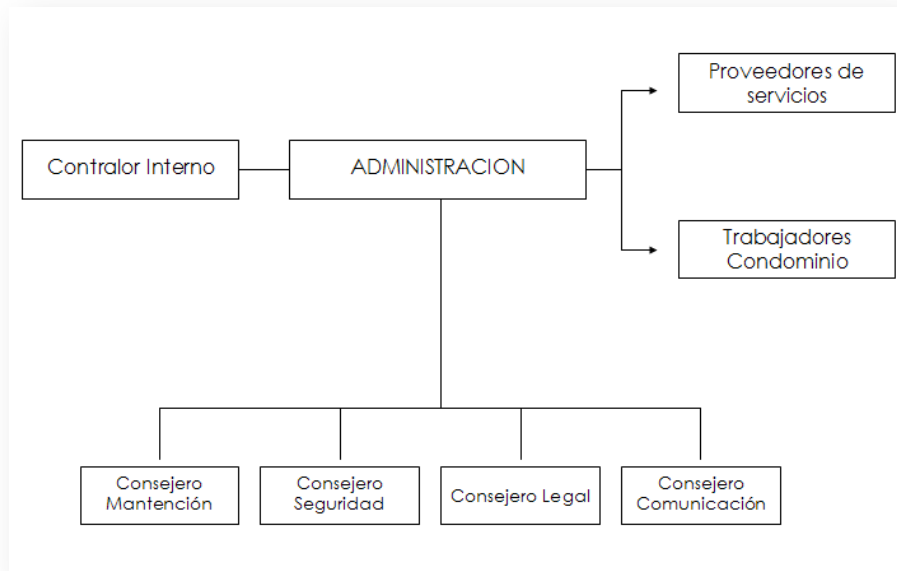 Proveedores de
servicios
Contralor Interno
ADMINISTRACION
Trabajadores
Condominio
Consejero
Mantención
Consejero
Seguridad
Consejero Legal
Consejero
Comunicación